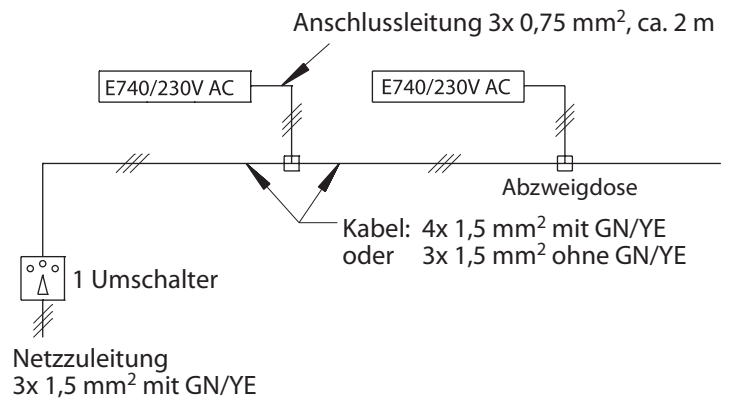 Anschlussleitung 3x 0,75 mm², ca. 2 m
E740/230V AC
E740/230V AC
Abzweigdose
Kabel: 4x 1,5 mm² mit GN/YE
oder 3x 1,5 mm² ohne GN/YE
1 Umschalter
Netzzuleitung
3x 1,5 mm² mit GN/YE